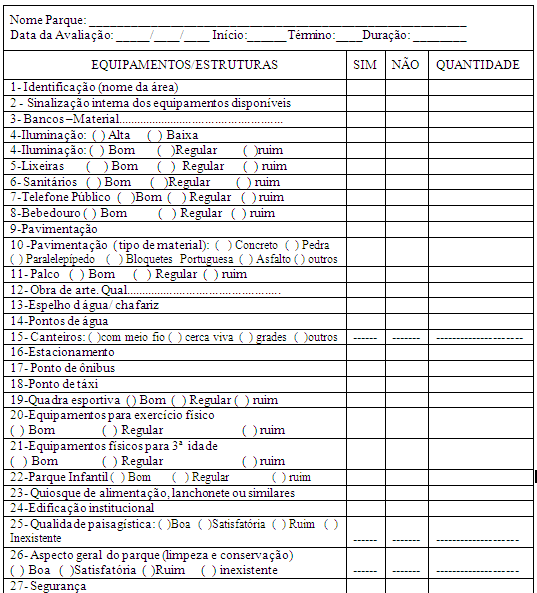 Nome Parque: ________________________________________________________
Data da Avaliação: _____/____/____ Início:______Término:____Duração: ________
EQUIPAMENTOS/ESTRUTURAS SIM NÃO QUANTIDADE
1- Identificação (nome da área)
2 - Sinalização interna dos equipamentos disponíveis
3- Bancos –Material......................................................
4-Iluminação: ( ) Alta ( ) Baixa
4-Iluminação: ( ) Bom ( )Regular ( )ruim
5-Lixeiras ( ) Bom ( ) Regular ( )ruim
6- Sanitários ( ) Bom ( )Regular ( ) ruim
7-Telefone Público ( )Bom ( ) Regular ( ) ruim
8-Bebedouro ( ) Bom ( ) Regular ( ) ruim
9-Pavimentação
10 -Pavimentação ( tipo de material): ( ) Concreto ( ) Pedra
( ) Paralelepípedo ( ) Bloquetes Portuguesa ( ) Asfalto ( ) outros
11- Palco ( ) Bom ( ) Regular ( ) ruim
12- Obra de arte. Qual..................................................
13-Espelho d água/ chafariz
14-Pontos de água
15- Canteiros: ( )com meio fio ( ) cerca viva ( ) grades ( )outros ------ ------- ---------------------
16-Estacionamento
17- Ponto de ônibus
18-Ponto de táxi
19-Quadra esportiva ( ) Bom ( ) Regular ( ) ruim
20-Equipamentos para exercício físico
( ) Bom ( ) Regular ( ) ruim
21-Equipamentos físicos para 3ª idade
( ) Bom ( ) Regular ( ) ruim
22-Parque Infantil ( ) Bom ( ) Regular ( ) ruim
23- Quiosque de alimentação, lanchonete ou similares
24-Edificação institucional
25- Qualidade paisagística: ( )Boa ( )Satisfatória ( ) Ruim ( )
Inexistente ------ ------- --------------------
26- Aspecto geral do parque (limpeza e conservação)
( ) Boa ( )Satisfatória ( )Ruim ( ) inexistente ------ ------- --------------------
27- Segurança